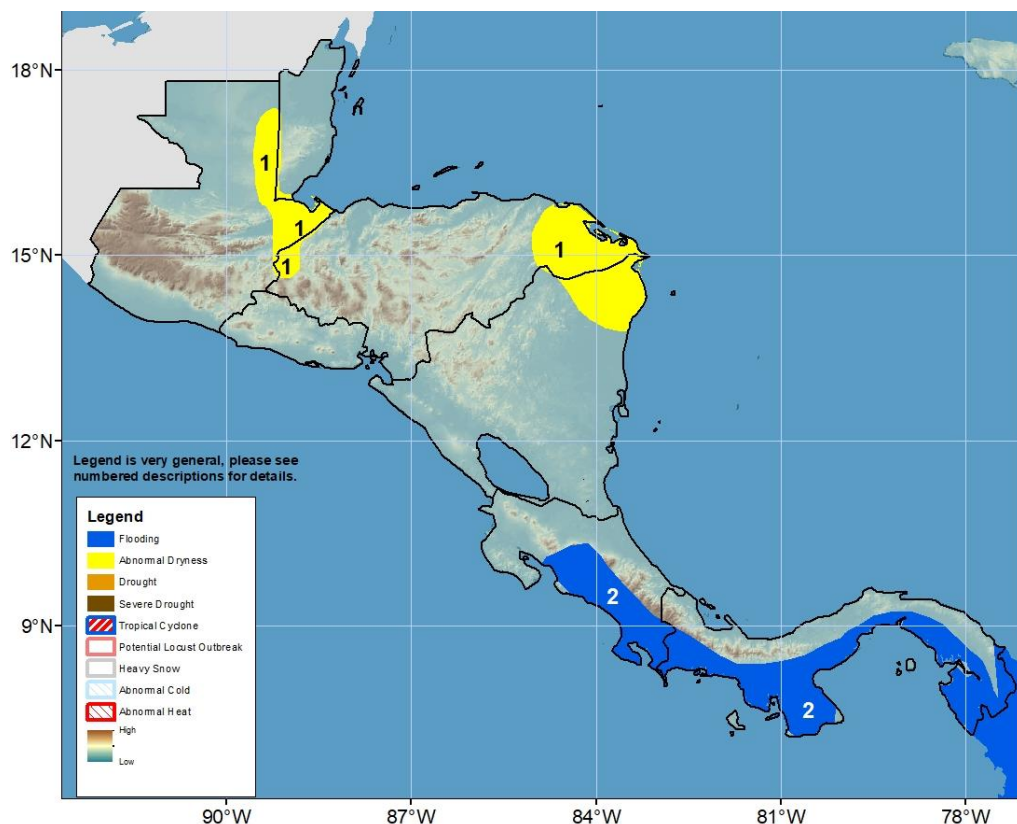 18°N
15°N
12°N
9°N
90°W
87°W
84°W
81°W
78°W
1
1
1
1
2
2
Legend is very general, please see
numbered descriptions for details.
Legend
Flooding
Abnormal Dryness
Drought
Severe Drought
Tropical Cyclone
Potential Locust Outbreak
Heavy Snow
Abnormal Cold
Abnormal Heat
High
Low